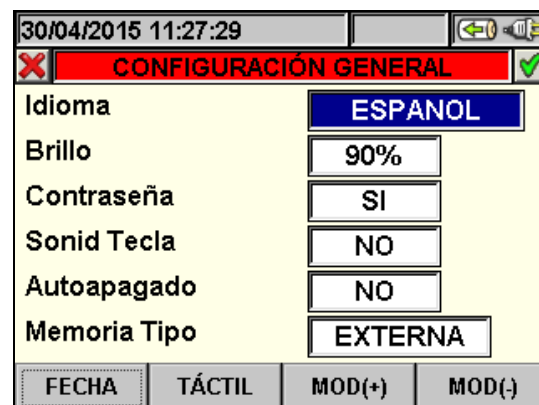 30/04/2015 11:27:29
CONFIGURACIÓN GENERAL
Idioma ESPANOL
Brillo 90%
Contraseña SI
Sonid Tecla NO
Autoapagado NO
Memoria Tipo EXTERNA
FECHA TÁCTIL MOD(+) MOD(-)